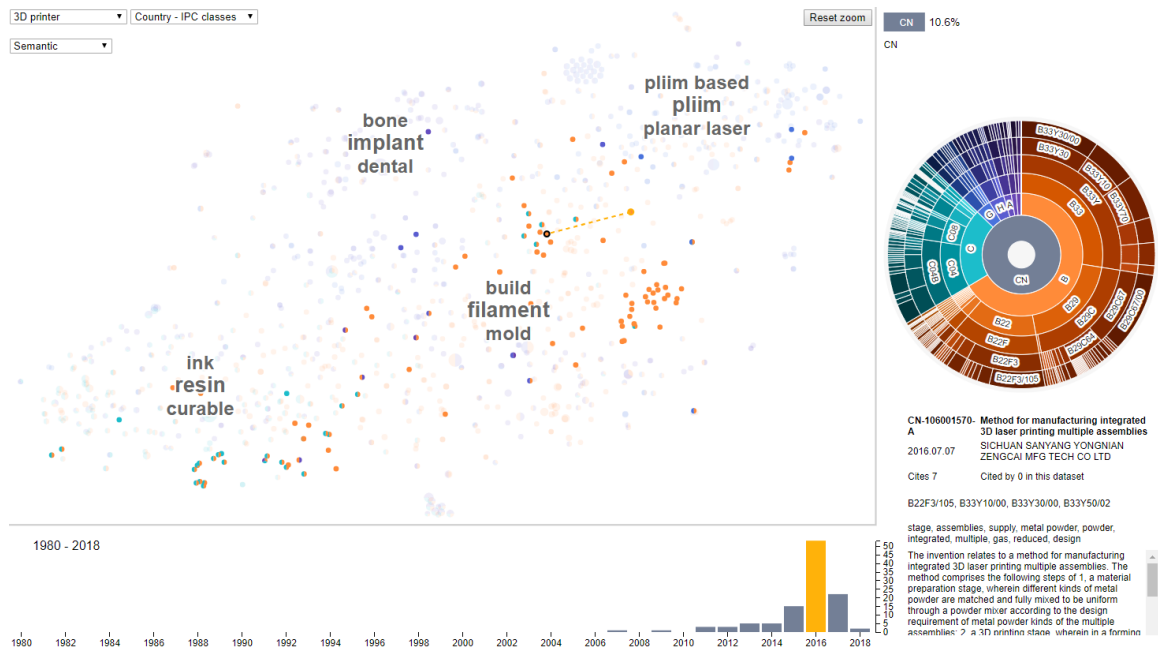 3D printer
Country - IPC classes
Reset zoom
Semantic
CN 10.6%
CN
pliim based
pliim
planar laser
bone
implant
dental
build
filament
mold
ink
resin
curable
B33Y30/00
B33Y30
B33Y10
B33Y70
B33Y
B33
B
B29
B29C
B29C67
B29C67/00
B29C64
B22
B22F
B22F3
B22F3/105
C
C08
C04
C04B
G
H
A
CN
CN-106001570-A Method for manufacturing integrated
3D laser printing multiple assemblies
2016.07.07 SICHUAN SANYANG YONGNIAN
ZENGCAI MFG TECH CO LTD
Cites 7 Cited by 0 in this dataset
B22F3/105, B33Y10/00, B33Y30/00, B33Y50/02
stage, assemblies, supply, metal powder, powder,
integrated, multiple, gas, reduced, design
The invention relates to a method for manufacturing
integrated 3D laser printing multiple assemblies. The
method comprises the following steps of 1, a material
preparation stage, wherein different kinds of metal
powder are matched and fully mixed to be uniform
through a powder mixer according to the design
requirement of metal powder kinds of the multiple
assemblies; 2, a 3D printing stage, wherein in a forming
1980 - 2018
50
45
40
35
30
25
20
15
10
5
0
1980 1982 1984 1986 1988 1990 1992 1994 1996 1998 2000 2002 2004 2006 2008 2010 2012 2014 2016 2018